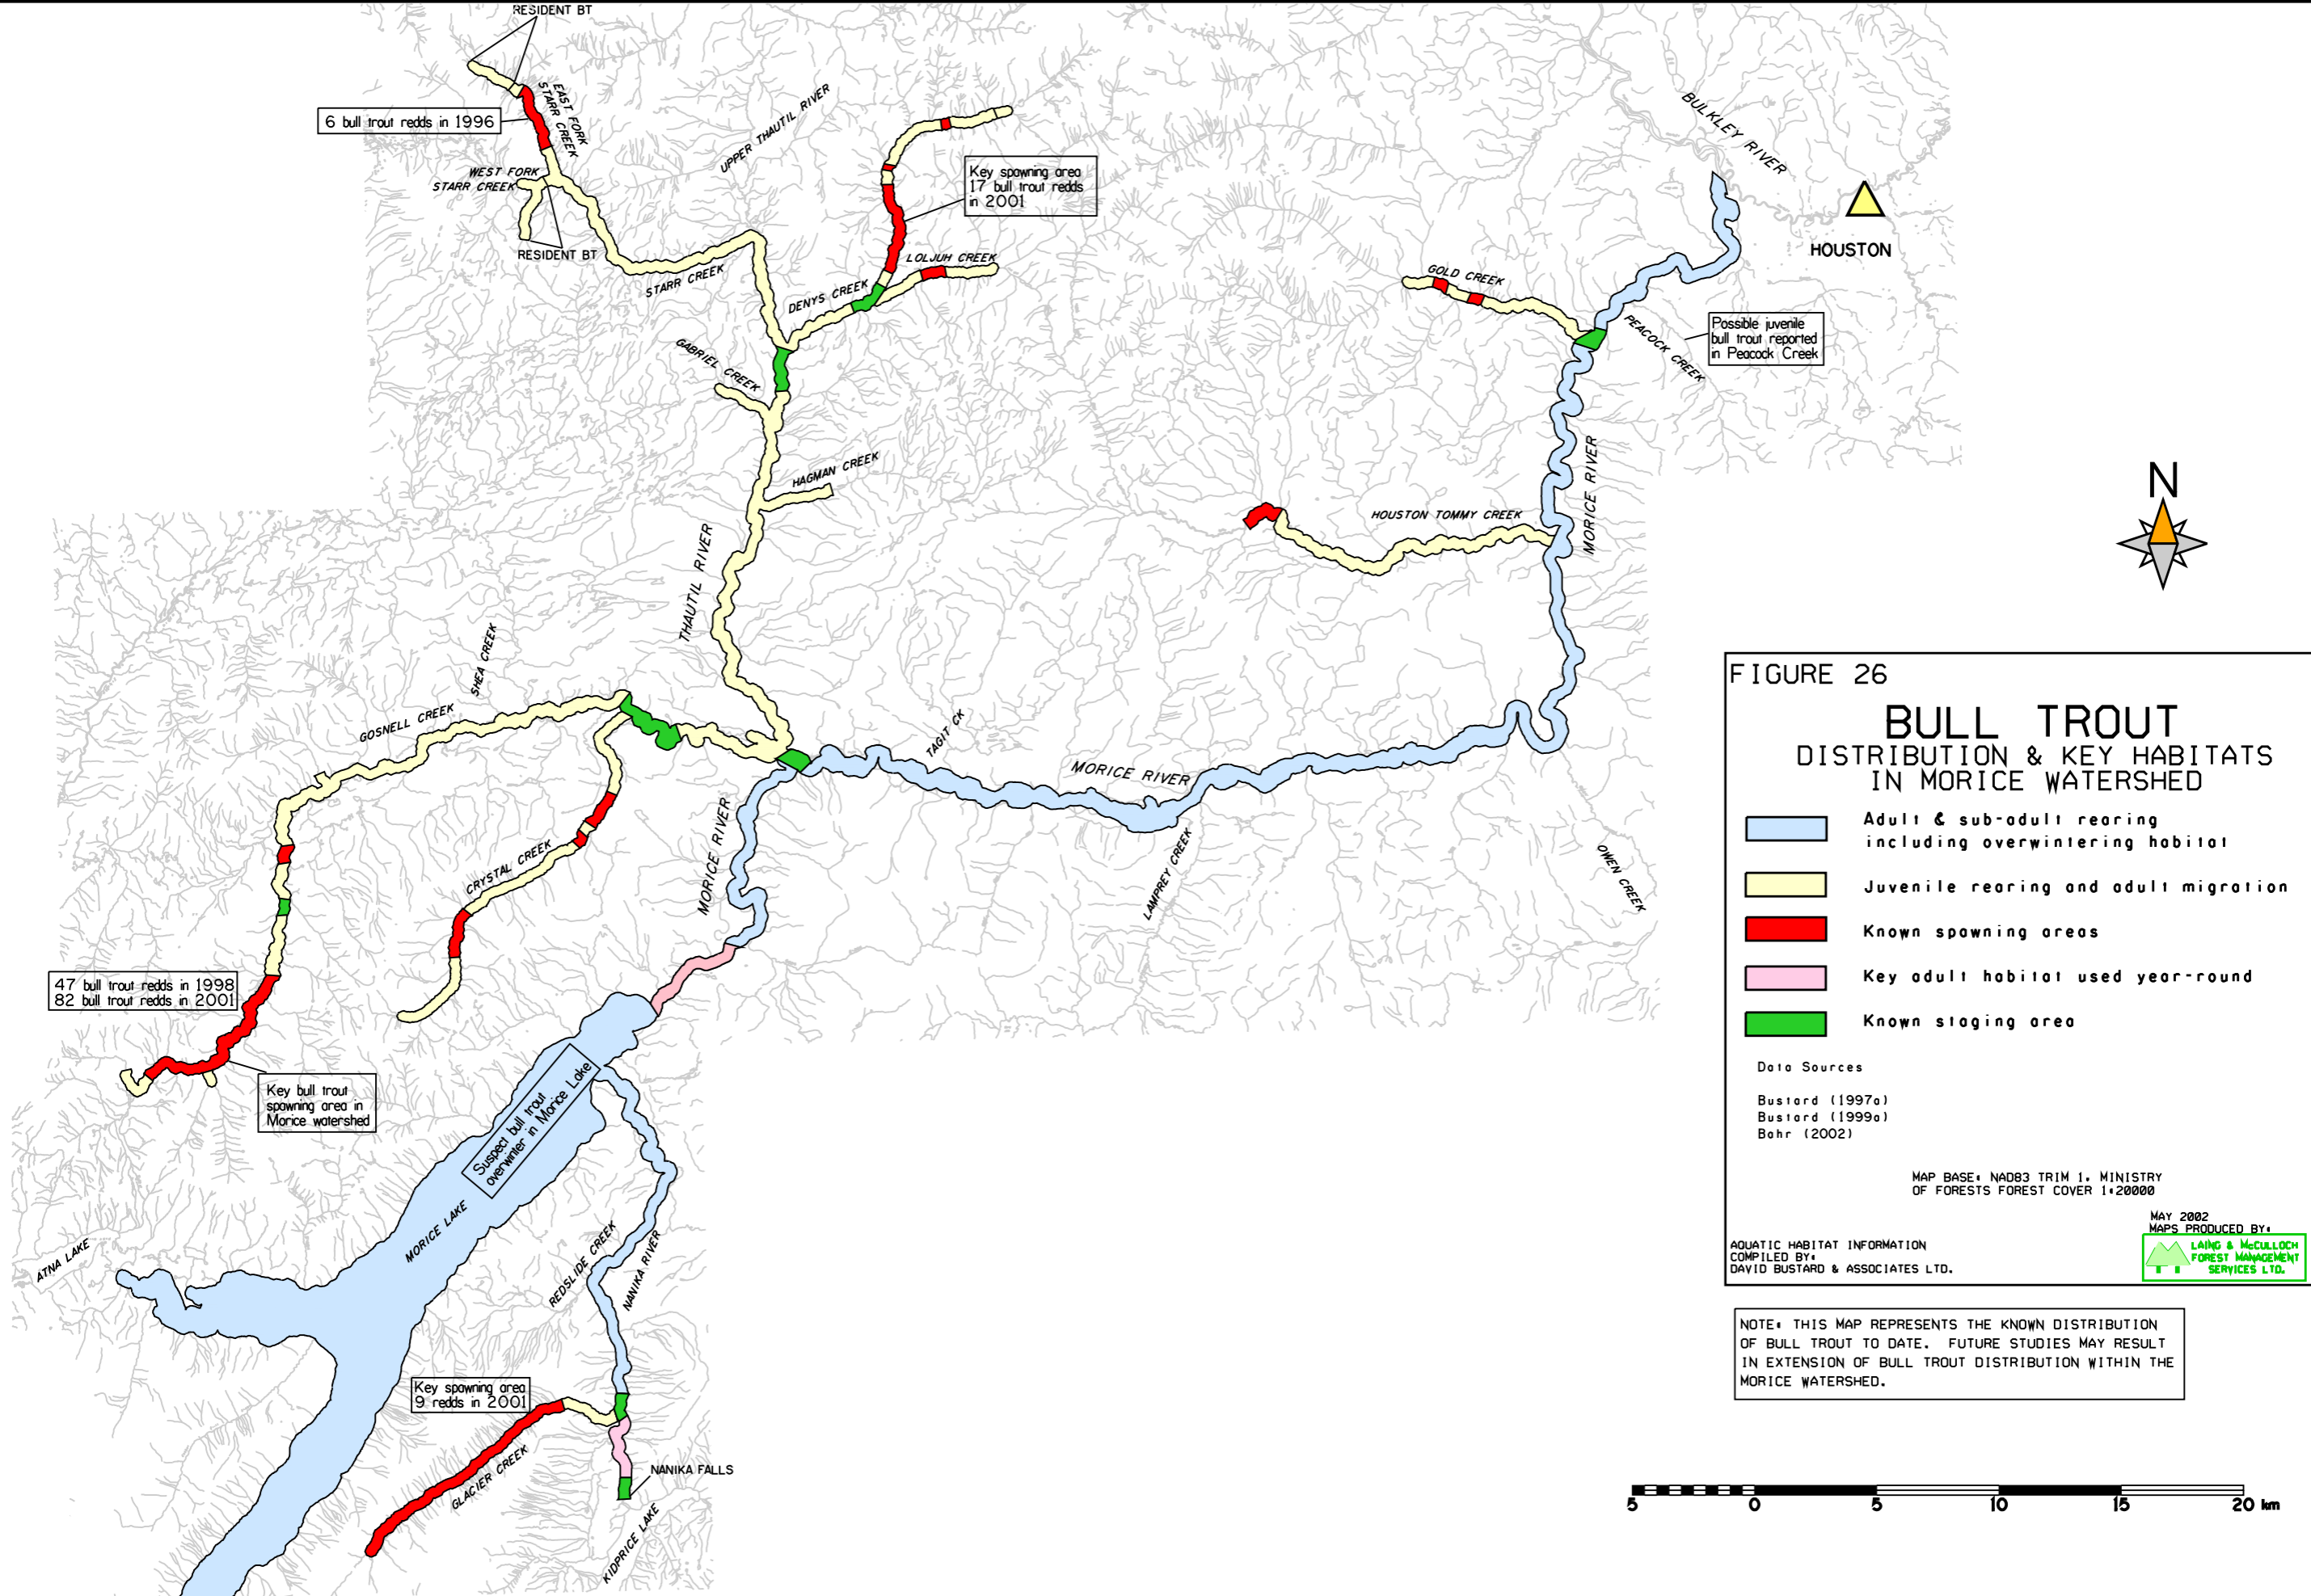 RESIDENT BT
6 bull trout redds in 1996
EAST FORK
STARR CREEK
WEST FORK
STARR CREEK
RESIDENT BT
UPPER THAUTIL RIVER
Key spawning area
17 bull trout redds
in 2001
LOLJUH CREEK
STARR CREEK
DENYS CREEK
GABRIEL CREEK
HAGMAN CREEK
THAUTIL RIVER
BULKLEY RIVER
HOUSTON
GOLD CREEK
PEACOCK CREEK
Possible juvenile
bull trout reported
in Peacock Creek
MORICE RIVER
HOUSTON TOMMY CREEK
N
SHEA CREEK
GOSNELL CREEK
TAGIT CK
MORICE RIVER
MORICE RIVER
LAMPREY CREEK
OWEN CREEK
CRYSTAL CREEK
47 bull trout redds in 1998
82 bull trout redds in 2001
Key bull trout
spawning area in
Morice watershed
Suspect bull trout
overwinter in Morice Lake
MORICE LAKE
ATNA LAKE
REDSLIDE CREEK
NANIKA RIVER
Key spawning area
9 redds in 2001
GLACIER CREEK
NANIKA FALLS
KIDPRICE LAKE
FIGURE 26
BULL TROUT
DISTRIBUTION & KEY HABITATS
IN MORICE WATERSHED
Adult & sub-adult rearing
including overwintering habitat
Juvenile rearing and adult migration
Known spawning areas
Key adult habitat used year-round
Known staging area
Data Sources
Bustard (1997a)
Bustard (1999a)
Bahr (2002)
MAP BASE: NAD83 TRIM 1, MINISTRY
OF FORESTS FOREST COVER 1:20000
MAY 2002
MAPS PRODUCED BY:
LAING & McCULLOCH
FOREST MANAGEMENT
SERVICES LTD.
AQUATIC HABITAT INFORMATION
COMPILED BY:
DAVID BUSTARD & ASSOCIATES LTD.
NOTE: THIS MAP REPRESENTS THE KNOWN DISTRIBUTION
OF BULL TROUT TO DATE. FUTURE STUDIES MAY RESULT
IN EXTENSION OF BULL TROUT DISTRIBUTION WITHIN THE
MORICE WATERSHED.
5 0 5 10 15 20 km